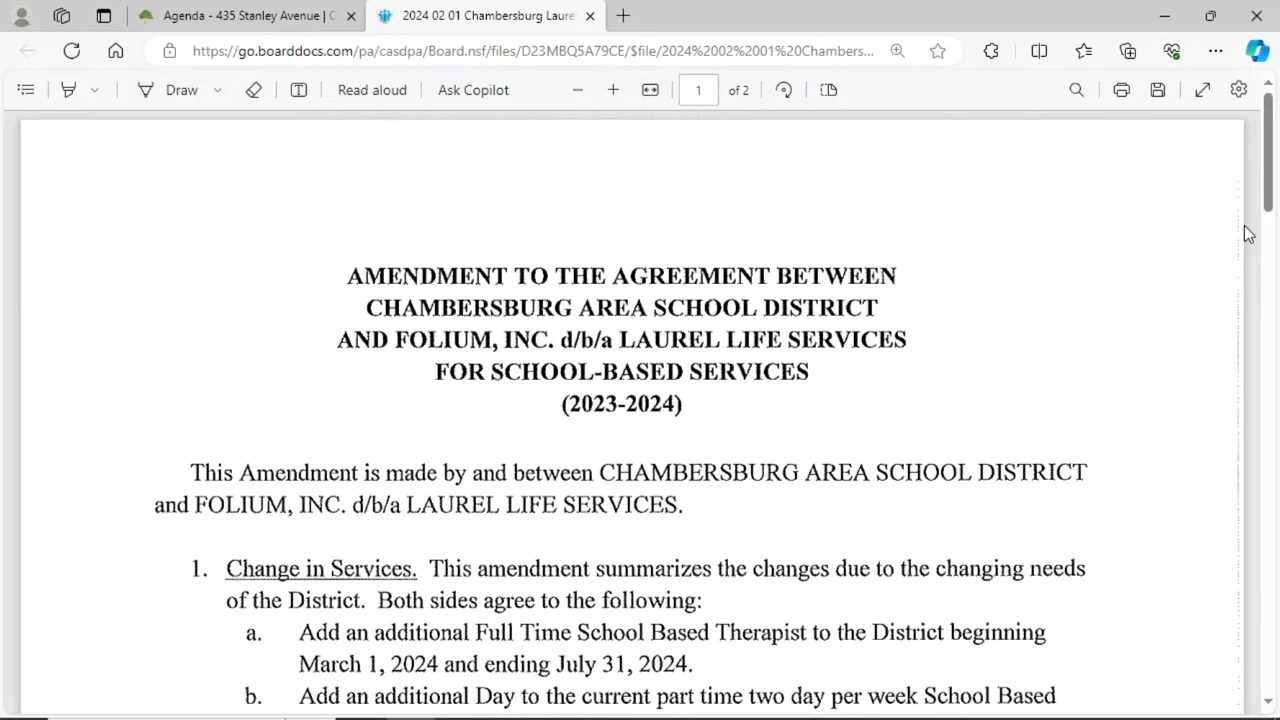 Agenda - 435 Stanley Avenue | C
2024 02 01 Chambersburg Laure
https://go.boarddocs.com/pa/casdpa/Board.nsf/files/D23MBQ5A79CE/$file/2024%2002%2001%20Chambers...
Draw
Read aloud
Ask Copilot
1 of 2
AMENDMENT TO THE AGREEMENT BETWEEN
CHAMBERSBURG AREA SCHOOL DISTRICT
AND FOLIUM, INC. d/b/a LAUREL LIFE SERVICES
FOR SCHOOL-BASED SERVICES
(2023-2024)
This Amendment is made by and between CHAMBERSBURG AREA SCHOOL DISTRICT
and FOLIUM, INC. d/b/a LAUREL LIFE SERVICES.
1. Change in Services. This amendment summarizes the changes due to the changing needs
of the District. Both sides agree to the following:
a. Add an additional Full Time School Based Therapist to the District beginning
March 1, 2024 and ending July 31, 2024.
b. Add an additional Day to the current part time two day per week School Based